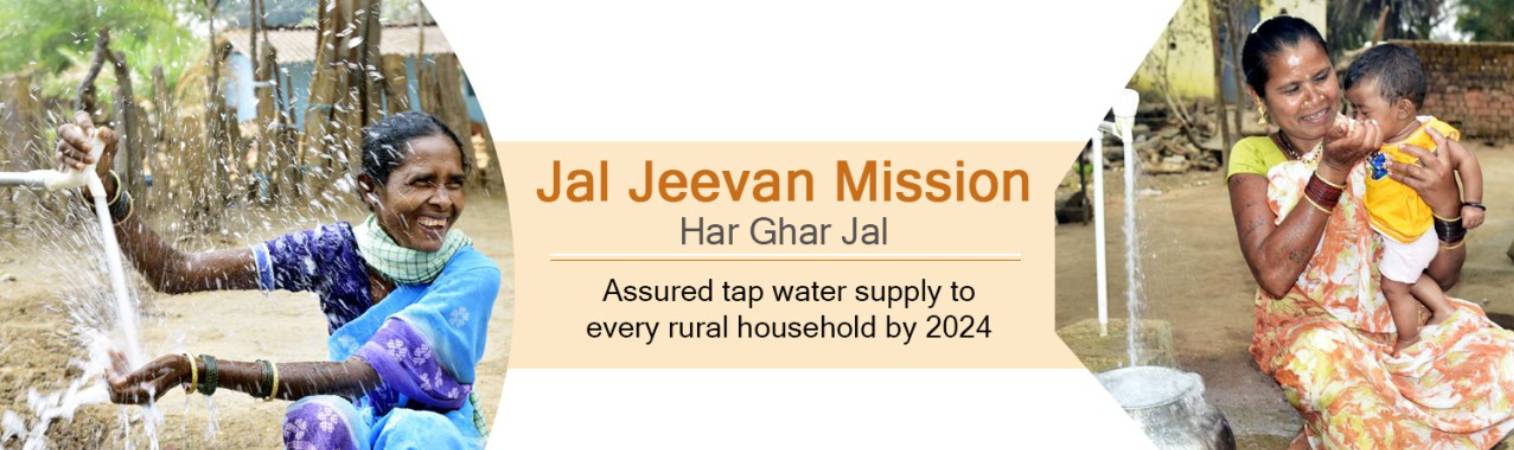 Jal Jeevan Mission
Har Ghar Jal
Assured tap water supply to
every rural household by 2024